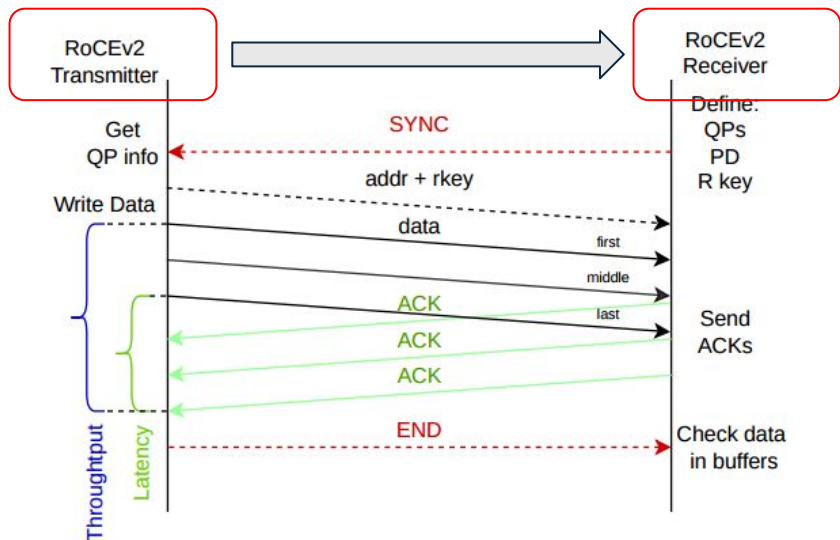 RoCEv2
Transmitter
RoCEv2
Receiver
Define:
QPs
PD
R key
Get
QP info
SYNC
addr + rkey
Write Data
data
first
middle
last
ACK
ACK
ACK
Send
ACKs
END
Check data
in buffers
Throughtput
Latency